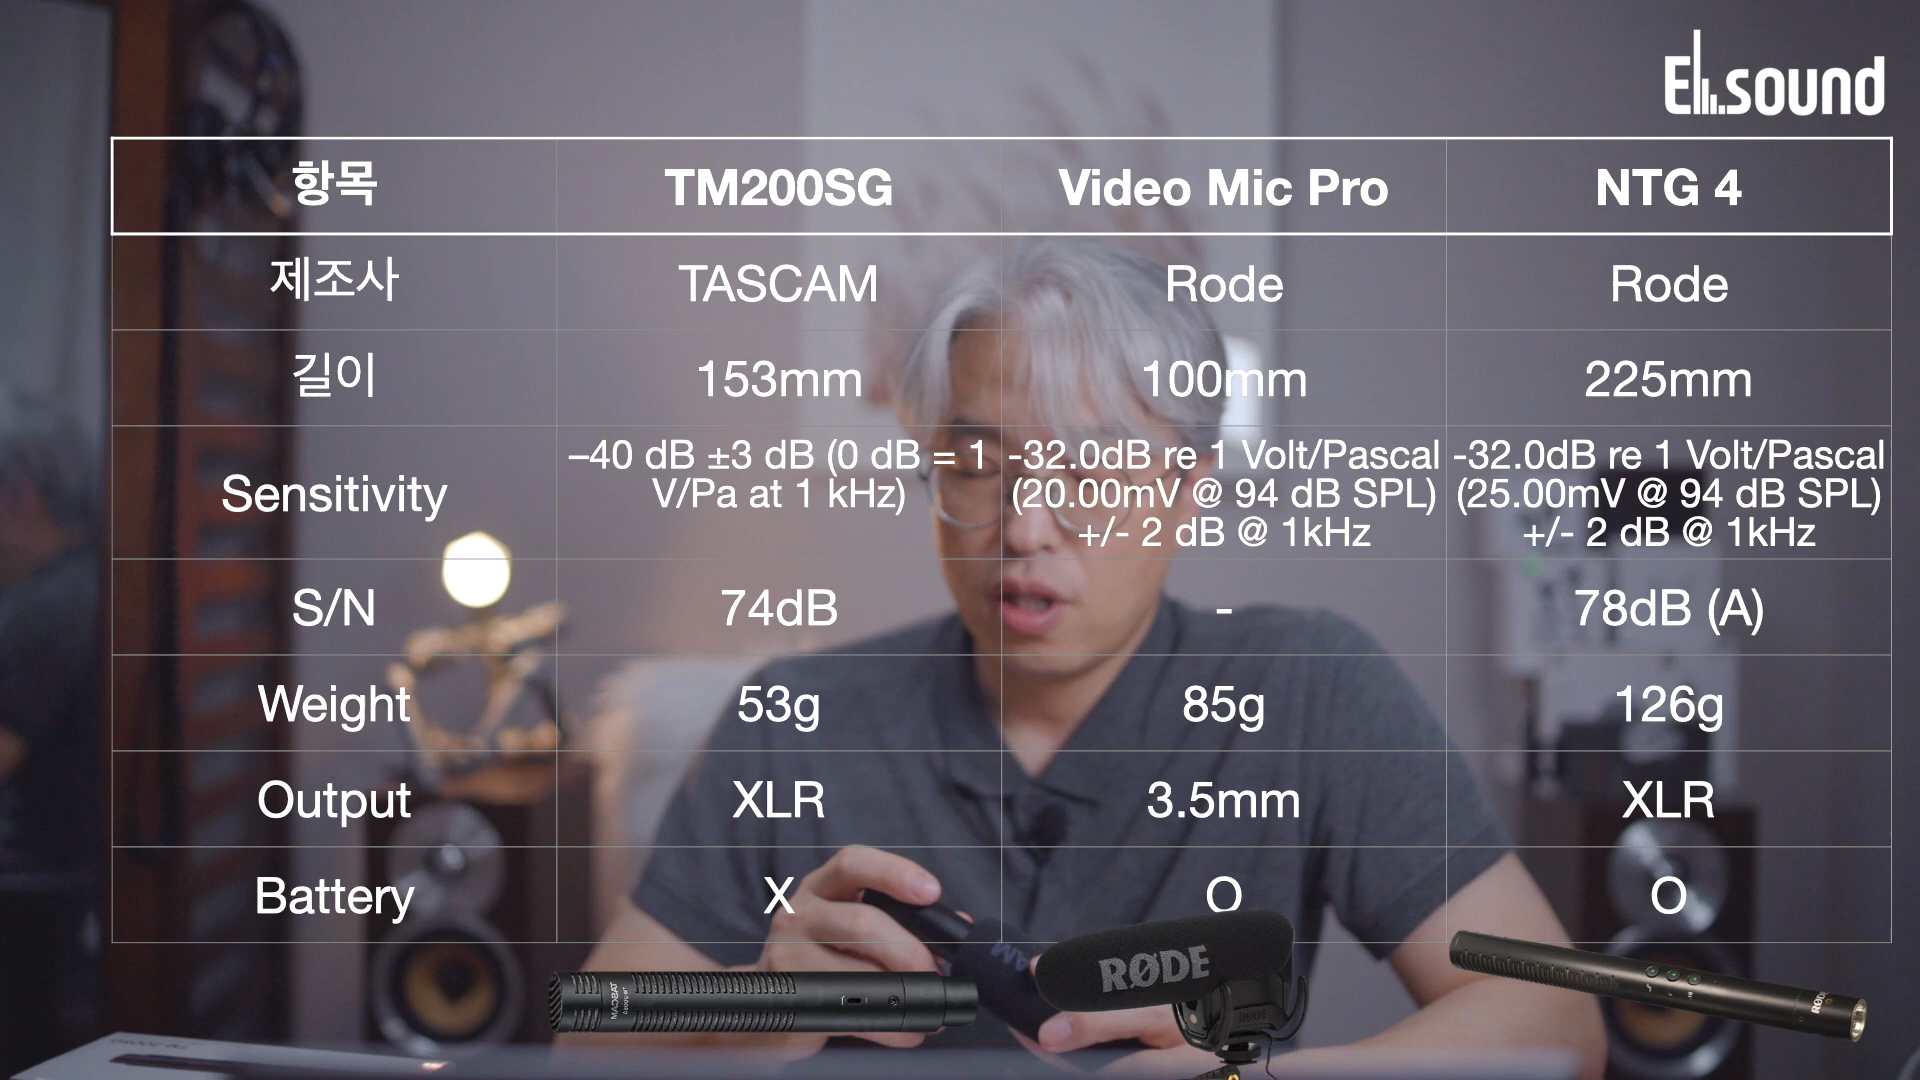 El.sound
항목 TM200SG Video Mic Pro NTG 4
제조사 TASCAM Rode Rode
길이 153mm 100mm 225mm
Sensitivity
–40 dB ±3 dB (0 dB = 1
V/Pa at 1 kHz)
-32.0dB re 1 Volt/Pascal
(20.00mV @ 94 dB SPL)
+/- 2 dB @ 1kHz
-32.0dB re 1 Volt/Pascal
(25.00mV @ 94 dB SPL)
+/- 2 dB @ 1kHz
S/N 74dB - 78dB (A)
Weight 53g 85g 126g
Output XLR 3.5mm XLR
Battery X O O
TASCAM
RØDE
RØDE
RØDE